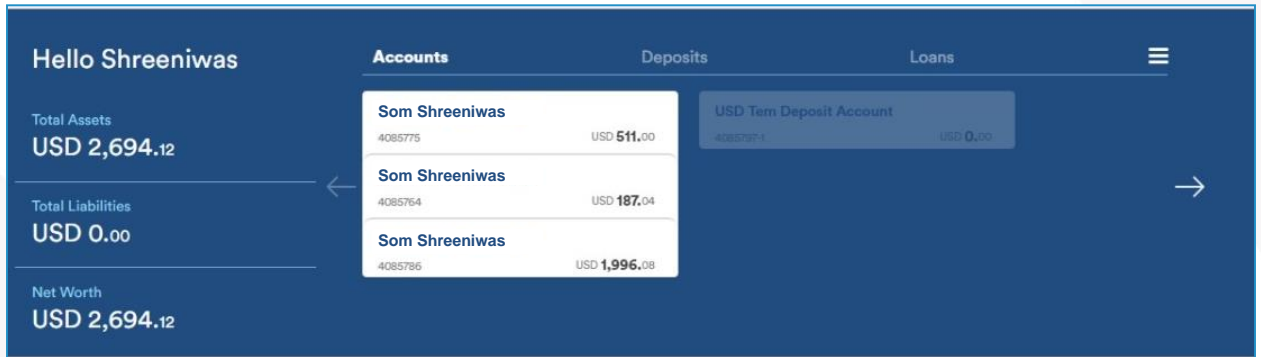 Hello Shreeniwas
Total Assets
USD 2,694.12
Total Liabilities
USD 0.00
Net Worth
USD 2,694.12
Accounts
Deposits
Loans
Som Shreeniwas
4085775 USD 511.00
Som Shreeniwas
4085764 USD 187.04
Som Shreeniwas
4085786 USD 1,996.08
USD Tem Deposit Account
4085797-1 USD 0.00